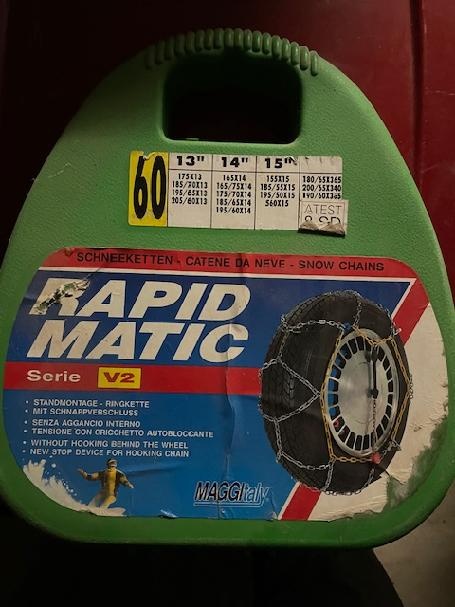 60
13" 14" 15"
175X13 165X14 155X15 180/55X365
185/70X13 165/75X14 185/55X15 200/55X340
195/65X13 175/70X14 195/50X15 190/60X365
205/60X13 185/65X14 560X15
195/60X14
ATEST
SCHNEEKETTEN - CATENE DA NEVE - SNOW CHAINS
RAPID
MATIC
Serie V2
• STANDMONTAGE - RINGKETTE
• MIT SCHNAPPVERSCHLUSS
• SENZA AGGANCIO INTERNO
• TENSIONE CON CRICCHETTO AUTOBLOCCANTE
• WITHOUT HOOKING BEHIND THE WHEEL
NEW STOP DEVICE FOR HOOKING CHAIN
MAGGIitaly